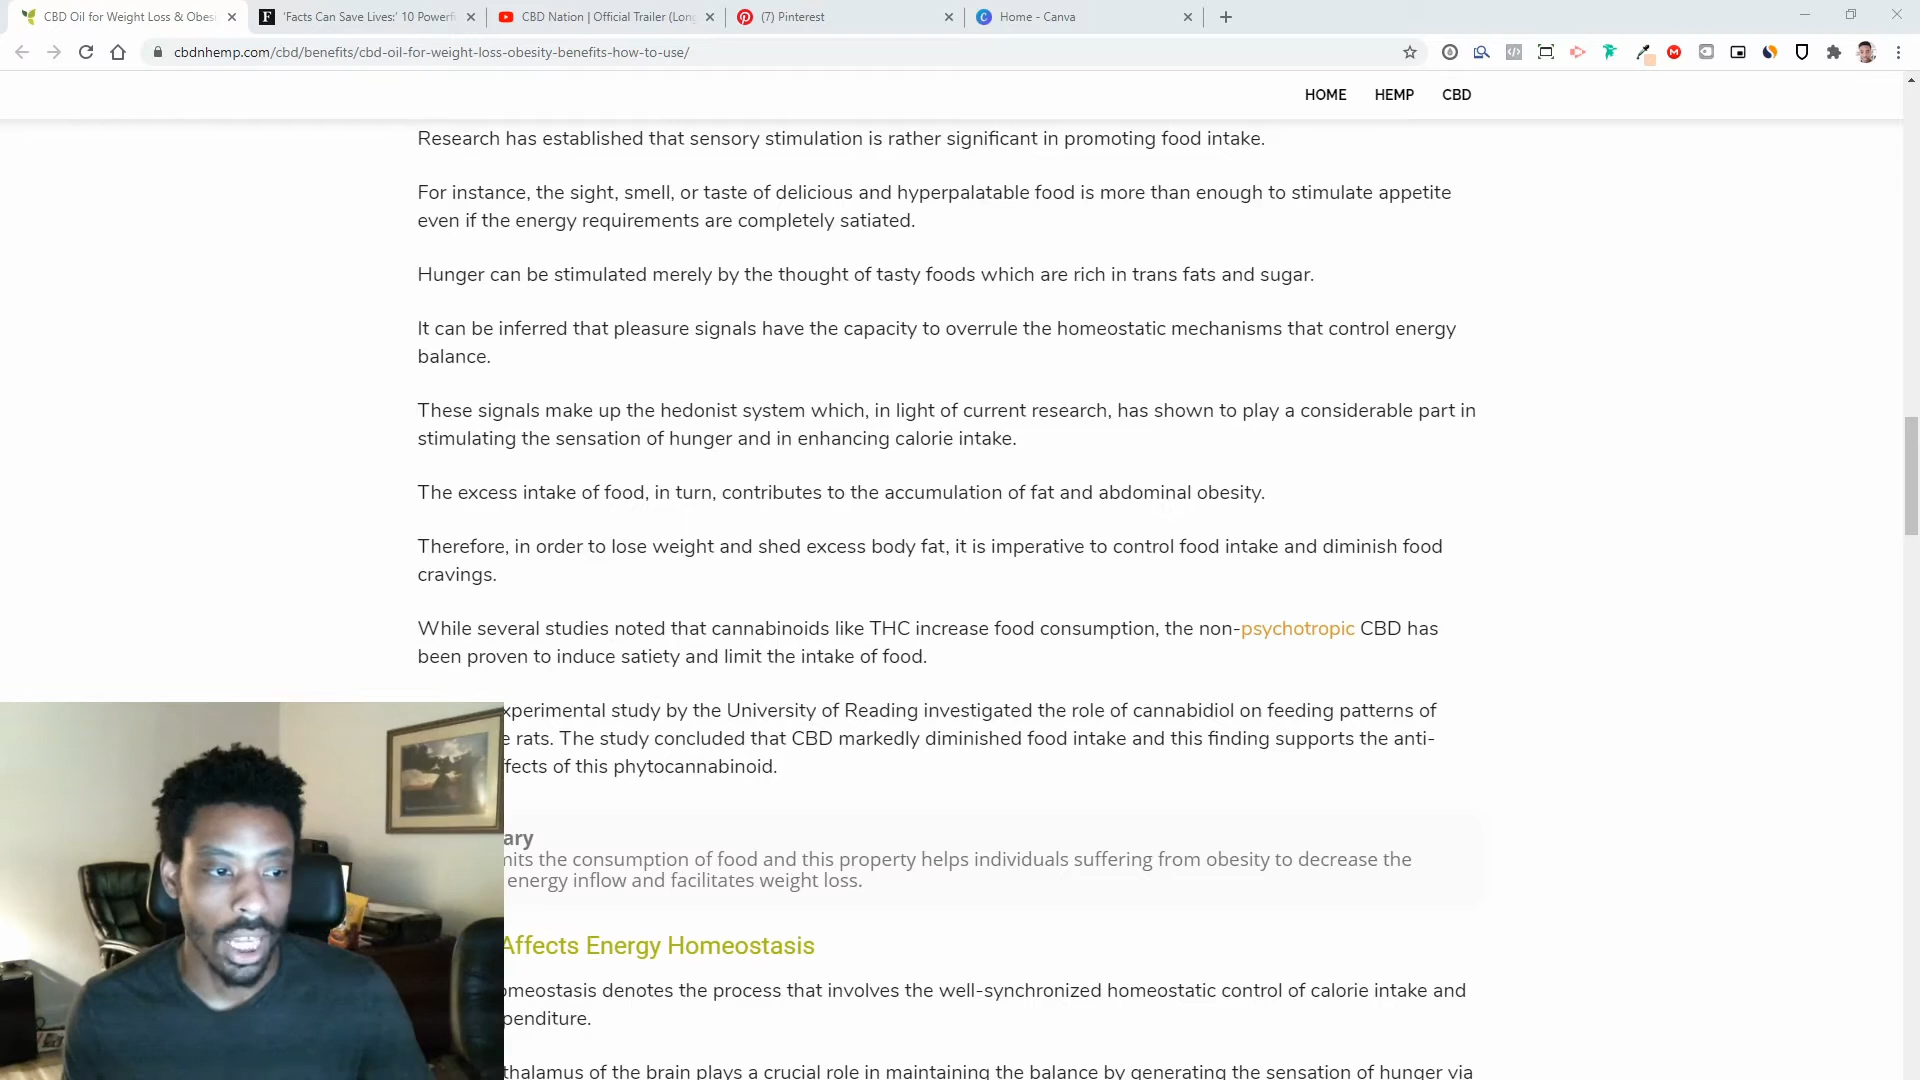 CBD Oil for Weight Loss & Obesi
'Facts Can Save Lives:' 10 Powerf
CBD Nation | Official Trailer (Lon
(7) Pinterest
Home - Canva
cbdnhemp.com/cbd/benefits/cbd-oil-for-weight-loss-obesity-benefits-how-to-use/
HOME HEMP CBD
Research has established that sensory stimulation is rather significant in promoting food intake.
For instance, the sight, smell, or taste of delicious and hyperpalatable food is more than enough to stimulate appetite
even if the energy requirements are completely satiated.
Hunger can be stimulated merely by the thought of tasty foods which are rich in trans fats and sugar.
It can be inferred that pleasure signals have the capacity to overrule the homeostatic mechanisms that control energy
balance.
These signals make up the hedonist system which, in light of current research, has shown to play a considerable part in
stimulating the sensation of hunger and in enhancing calorie intake.
The excess intake of food, in turn, contributes to the accumulation of fat and abdominal obesity.
Therefore, in order to lose weight and shed excess body fat, it is imperative to control food intake and diminish food
cravings.
While several studies noted that cannabinoids like THC increase food consumption, the non-psychotropic CBD has
been proven to induce satiety and limit the intake of food.
xperimental study by the University of Reading investigated the role of cannabidiol on feeding patterns of
e rats. The study concluded that CBD markedly diminished food intake and this finding supports the anti-
ffects of this phytocannabinoid.
ary
mits the consumption of food and this property helps individuals suffering from obesity to decrease the
energy inflow and facilitates weight loss.
Affects Energy Homeostasis
omeostasis denotes the process that involves the well-synchronized homeostatic control of calorie intake and
penditure.
thalamus of the brain plays a crucial role in maintaining the balance by generating the sensation of hunger via